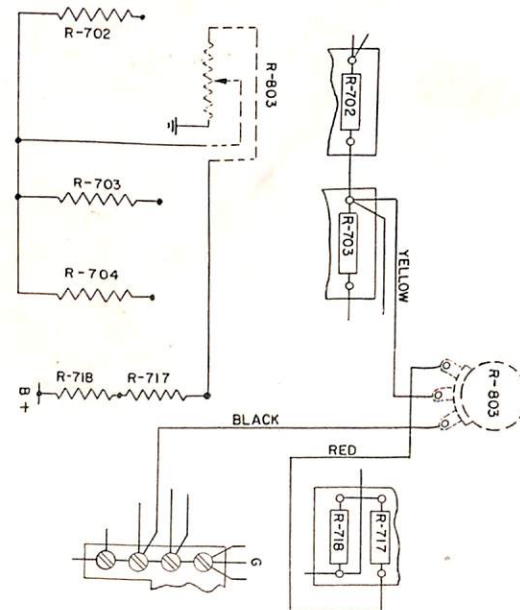 R-702
R-803
R-702
R-703
R-703
YELLOW
R-704
R-718
R-717
B+
R-803
BLACK
RED
R-718
R-717
G